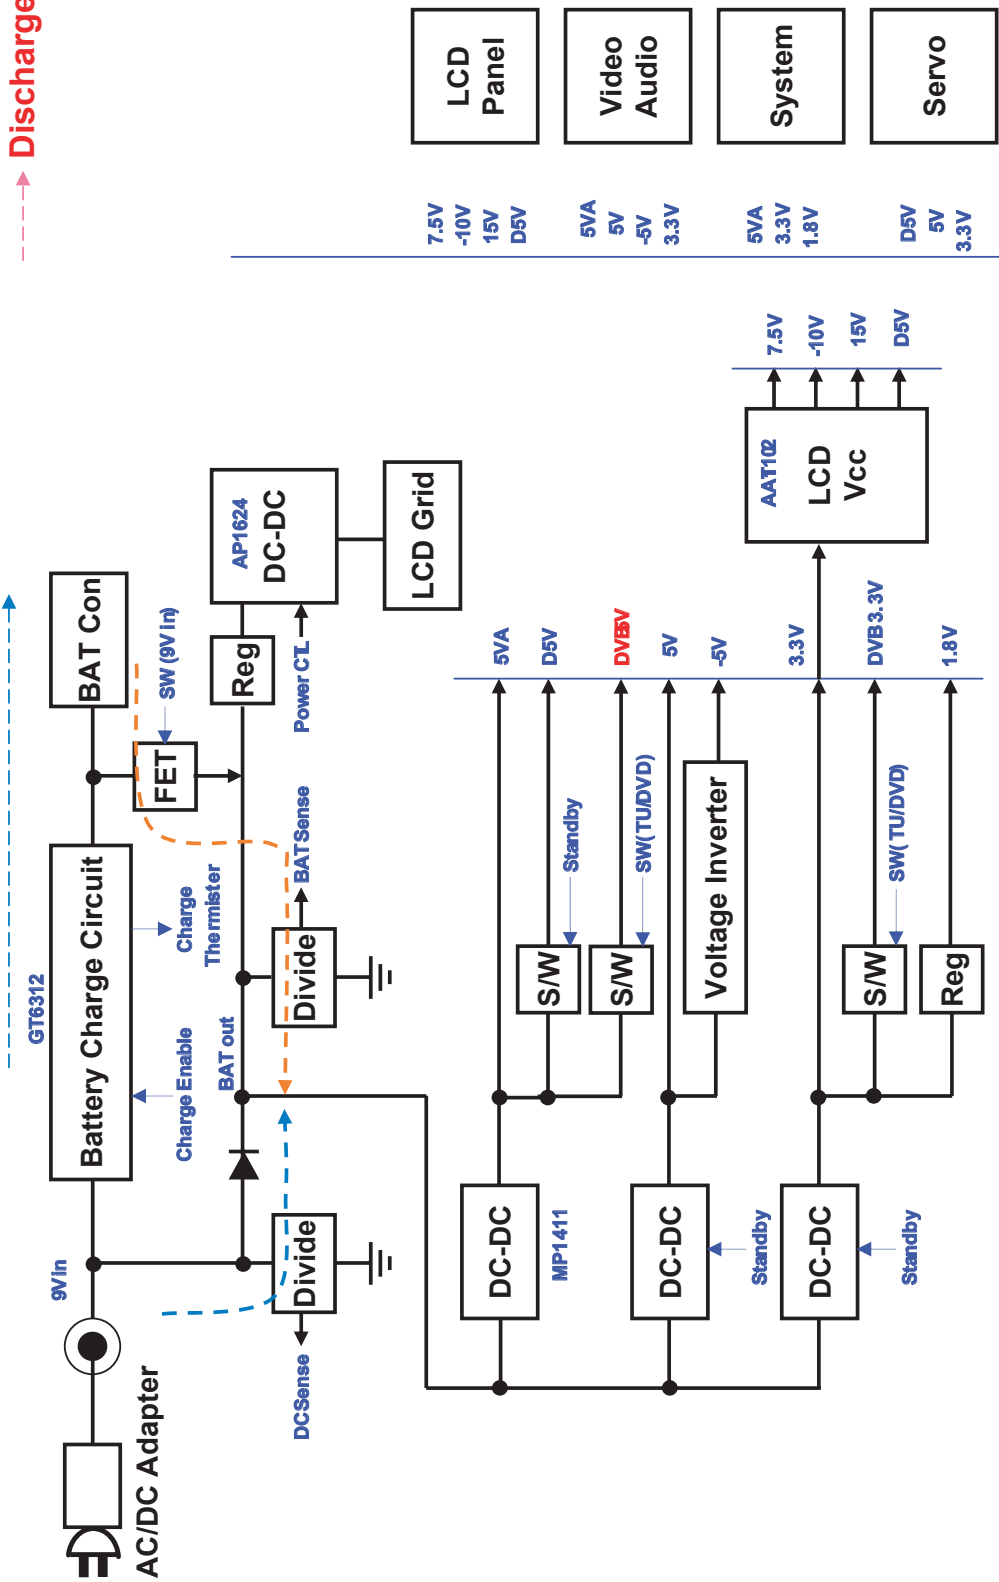 Discharge
GT6312
9V In
Battery Charge Circuit
BAT Con
AC/DC Adapter
Charge Enable
Charge
Thermister
FET
SW (9V in)
BAT out
Reg
AP1624
DC-DC
Power CTL
LCD Grid
DC Sense
Divide
Divide
BAT Sense
DC-DC
MP1411
S/W
Standby
S/W
SW( TU/DVD)
5VA
D5V
5V
-5V
DC-DC
Standby
Voltage Inverter
DC-DC
Standby
S/W
SW( TU/DVD)
Reg
3.3V
DVB 3.3V
1.8V
AAT102
LCD
Vcc
7.5V
-10V
15V
D5V
7.5V
-10V
15V
D5V
LCD
Panel
5VA
5V
-5V
3.3V
Video
Audio
5VA
3.3V
1.8V
System
D5V
5V
3.3V
Servo